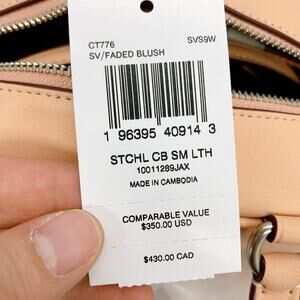 CT776 SVS9W
SV/FADED BLUSH
1 96395 40914 3
STCHL CB SM LTH
10011289JAX
MADE IN CAMBODIA
COMPARABLE VALUE
$350.00 USD
$430.00 CAD